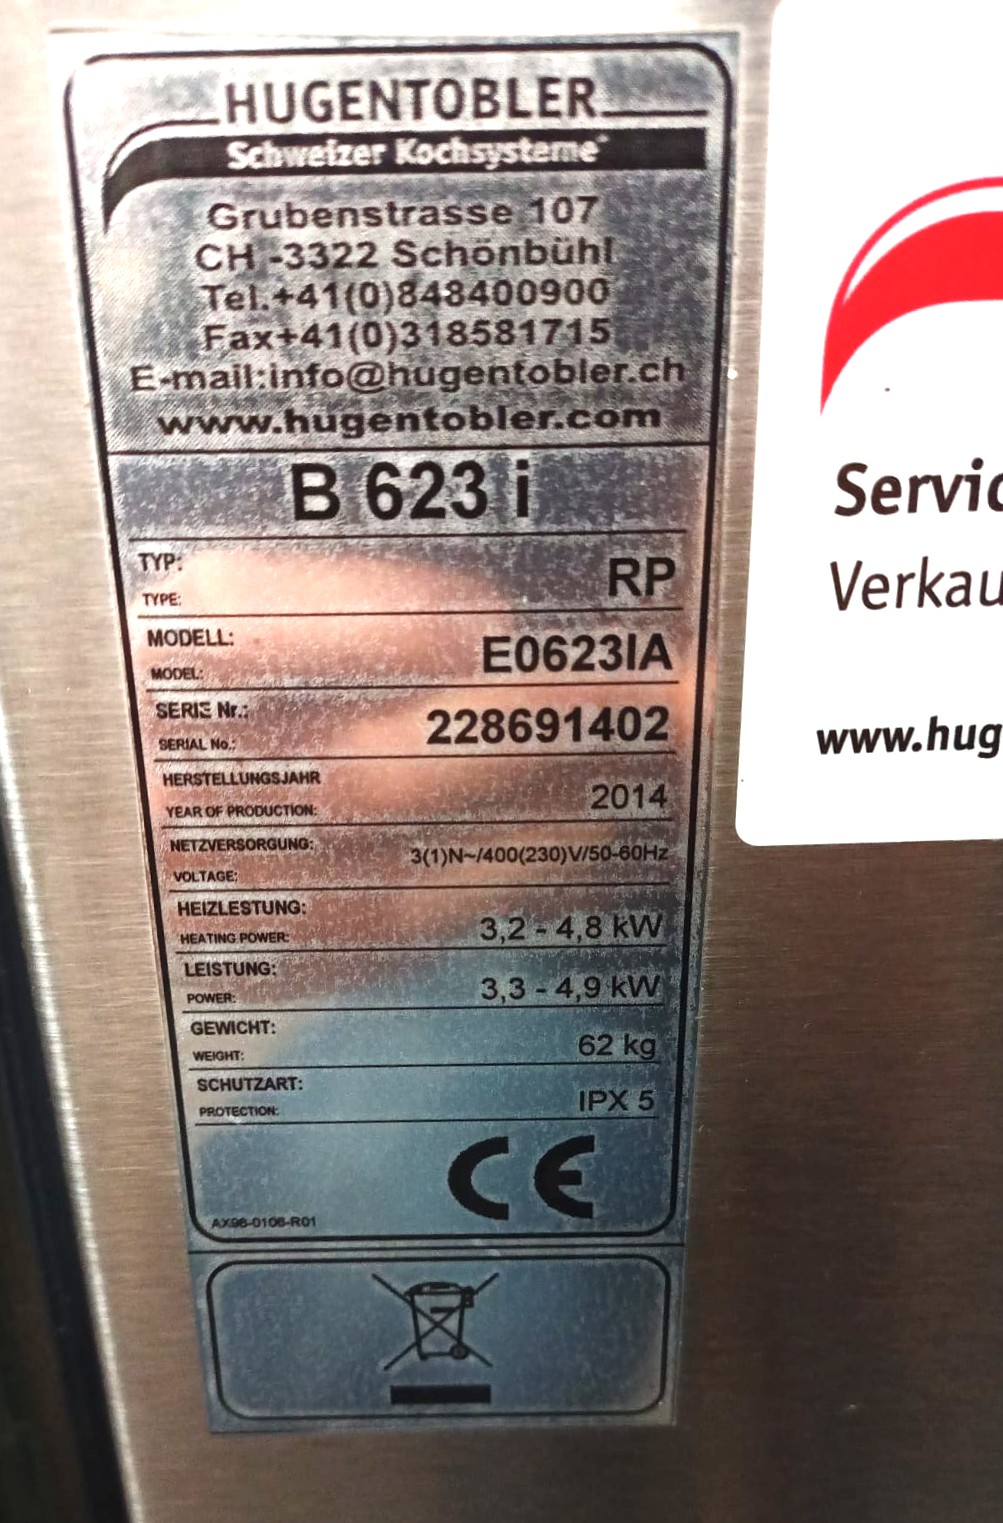 HUGENTOBLER
Schweizer Kochsysteme
Grubenstrasse 107
CH -3322 Schönbühl
Tel.+41(0)848400900
Fax+41(0)318581715
E-mail:info@hugentobler.ch
www.hugentobler.com
B 623 i
TYP:
TYPE: RP
MODELL:
MODEL: E0623IA
SERIE Nr.:
SERIAL No.: 228691402
HERSTELLUNGSJAHR
YEAR OF PRODUCTION: 2014
NETZVERSORGUNG:
VOLTAGE: 3(1)N~/400(230)V/50-60Hz
HEIZLESTUNG:
HEATING POWER: 3,2 - 4,8 kW
LEISTUNG:
POWER: 3,3 - 4,9 kW
GEWICHT:
WEIGHT: 62 kg
SCHUTZART:
PROTECTION: IPX 5
CE
AX96-0106-R01
Servic
Verkau
www.hug